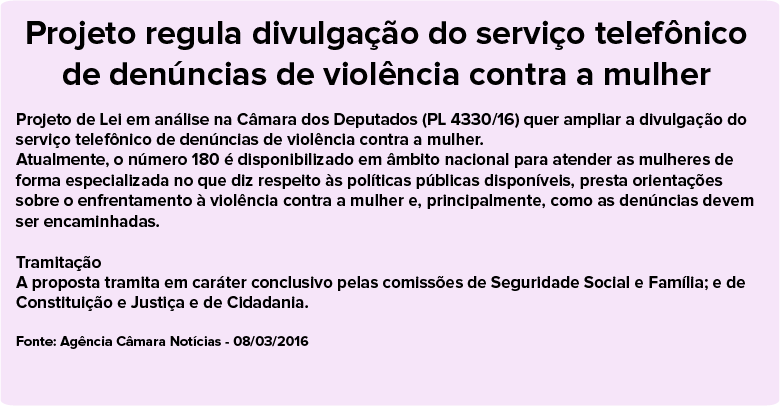 Projeto regula divulgação do serviço telefônico
de denúncias de violência contra a mulher
Projeto de Lei em análise na Câmara dos Deputados (PL 4330/16) quer ampliar a divulgação do
serviço telefônico de denúncias de violência contra a mulher.
Atualmente, o número 180 é disponibilizado em âmbito nacional para atender as mulheres de
forma especializada no que diz respeito às políticas públicas disponíveis, presta orientações
sobre o enfrentamento à violência contra a mulher e, principalmente, como as denúncias devem
ser encaminhadas.
Tramitação
A proposta tramita em caráter conclusivo pelas comissões de Seguridade Social e Família; e de
Constituição e Justiça e de Cidadania.
Fonte: Agência Câmara Notícias - 08/03/2016